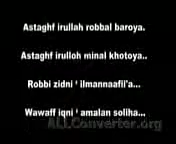 Astaghf irullah robbal baroya.
Astaghf irulloh minal khotoya..
Robbi zidni ' ilmannaafil'a...
Wawaff iqni ' amalan soliha...
ALLConverter.org